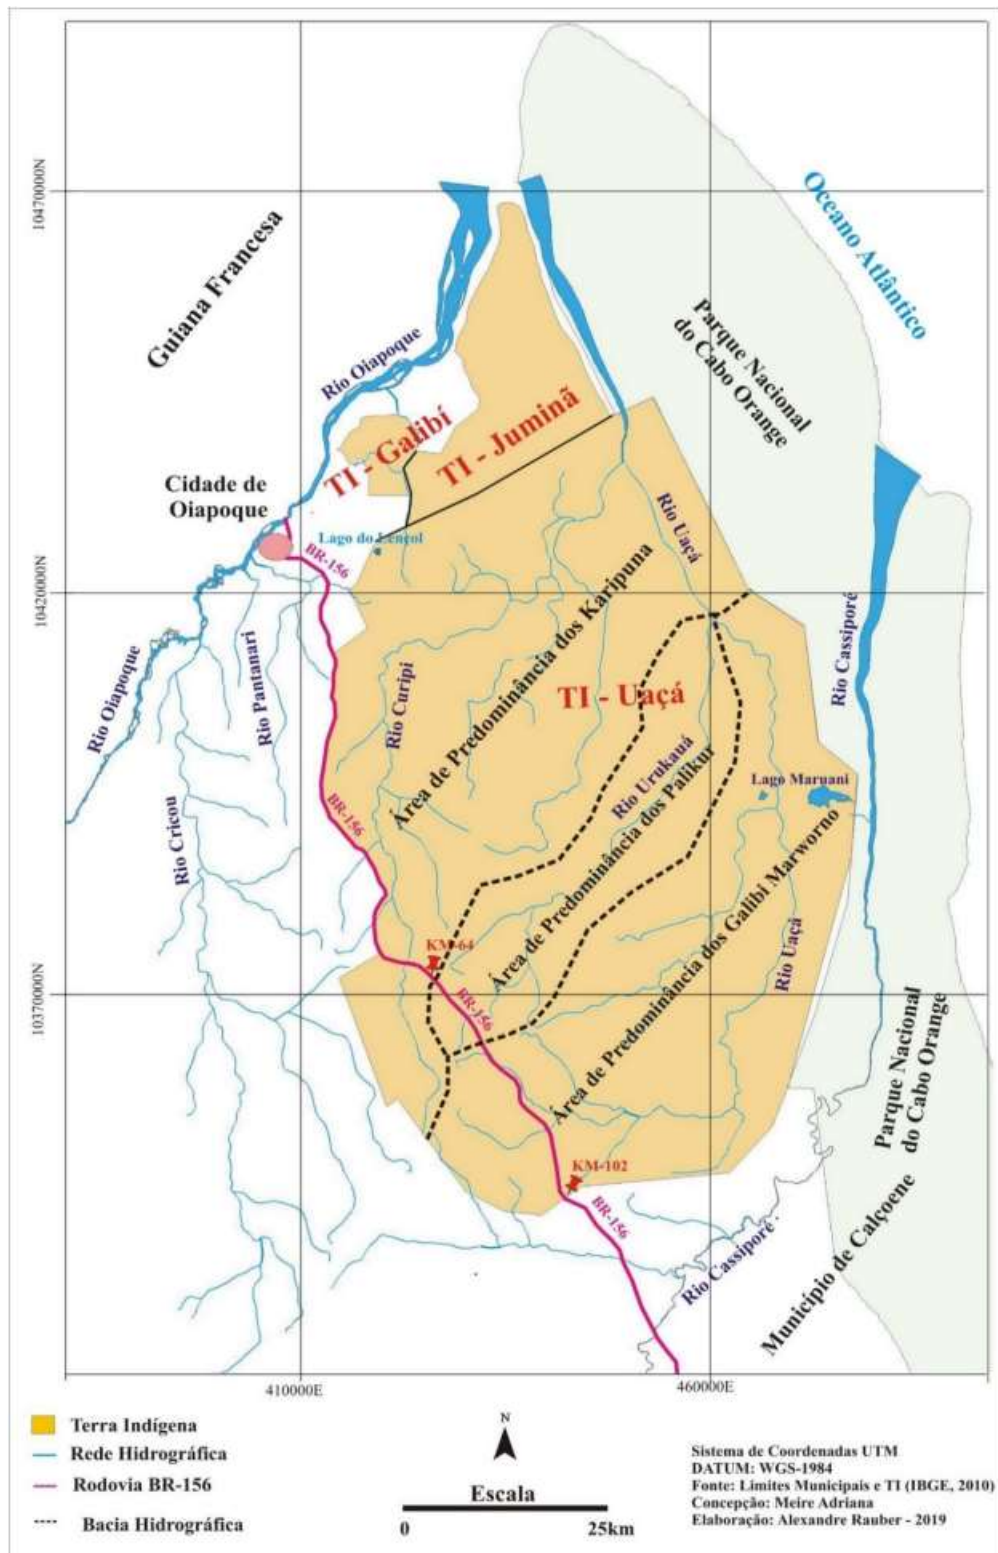 10470000N
Oceano Atlântico
Guiana Francesa
Parque Nacional
do Cabo Orange
Rio Oiapoque
TI - Galibí
TI - Juminã
Cidade de
Oiapoque
Rio Uaçá
Lago do Lençol
BR-156
10420000N
Área de Predominância dos Karipuna
Rio Cassiporé
Rio Pantanari
Rio Oiapoque
Rio Curipi
TI - Uaçá
Rio Urukauá
Lago Maruani
BR-156
Área de Predominância dos Palikur
Rio Cricou
Área de Predominância dos Galibi Marworno
Rio Uaçá
KM-64
BR-156
10370000N
Parque Nacional
do Cabo Orange
KM-102
BR-156
Rio Cassiporé
Município de Calçoene
410000E
460000E
Terra Indígena
Rede Hidrográfica
Rodovia BR-156
Bacia Hidrográfica
N
Escala
0 25km
Sistema de Coordenadas UTM
DATUM: WGS-1984
Fonte: Limites Municipais e TI (IBGE, 2010)
Concepção: Meire Adriana
Elaboração: Alexandre Rauber - 2019